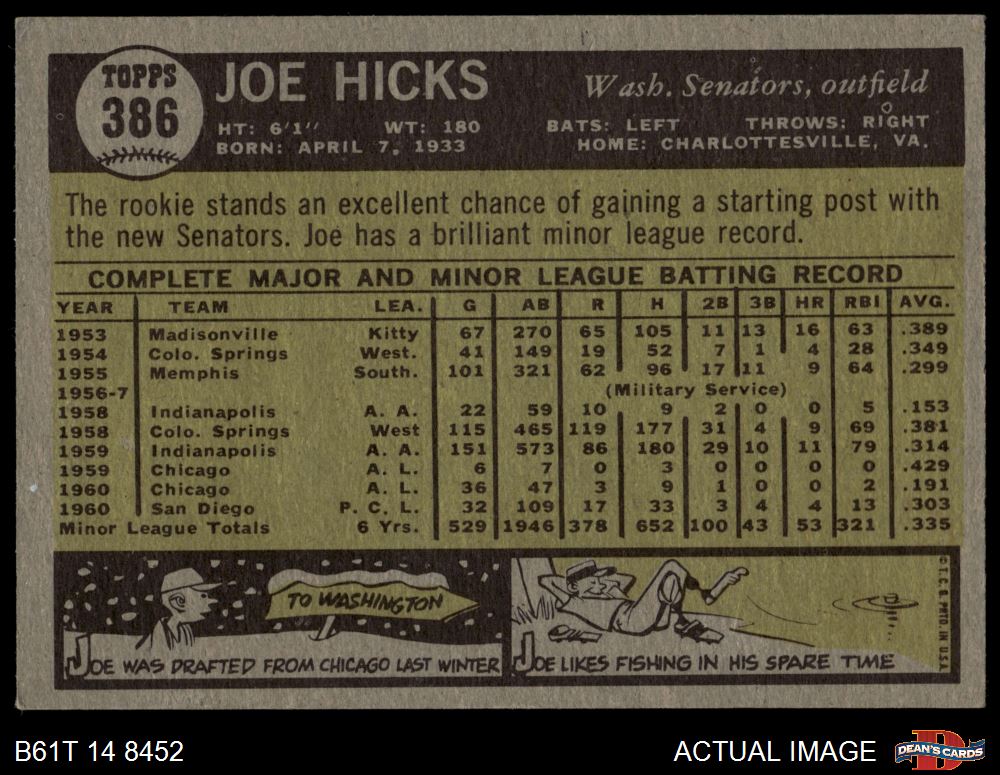 TOPPS
386
JOE HICKS
Wash. Senators, outfield
HT: 6'1" WT: 180 BATS: LEFT THROWS: RIGHT
BORN: APRIL 7, 1933 HOME: CHARLOTTESVILLE, VA.
The rookie stands an excellent chance of gaining a starting post with
the new Senators. Joe has a brilliant minor league record.
COMPLETE MAJOR AND MINOR LEAGUE BATTING RECORD
YEAR TEAM LEA. G AB R H 2B 3B HR RBI AVG.
1953 Madisonville Kitty 67 270 65 105 11 13 16 63 .389
1954 Colo. Springs West. 41 149 19 52 7 1 4 28 .349
1955 Memphis South. 101 321 62 96 17 11 9 64 .299
1956-7 (Military Service)
1958 Indianapolis A. A. 22 59 10 9 2 0 0 5 .153
1958 Colo. Springs West 115 465 119 177 31 4 9 69 .381
1959 Indianapolis A. A. 151 573 86 180 29 10 11 79 .314
1959 Chicago A. L. 6 7 0 3 0 0 0 0 .429
1960 Chicago A. L. 36 47 3 9 1 0 0 2 .191
1960 San Diego P. C. L. 32 109 17 33 3 4 4 13 .303
Minor League Totals 6 Yrs. 529 1946 378 652 100 43 53 321 .335
TO WASHINGTON
JOE WAS DRAFTED FROM CHICAGO LAST WINTER
JOE LIKES FISHING IN HIS SPARE TIME
© T.C.G. PRTD. IN U.S.A.
B61T 14 8452
ACTUAL IMAGE
DEAN'S CARDS